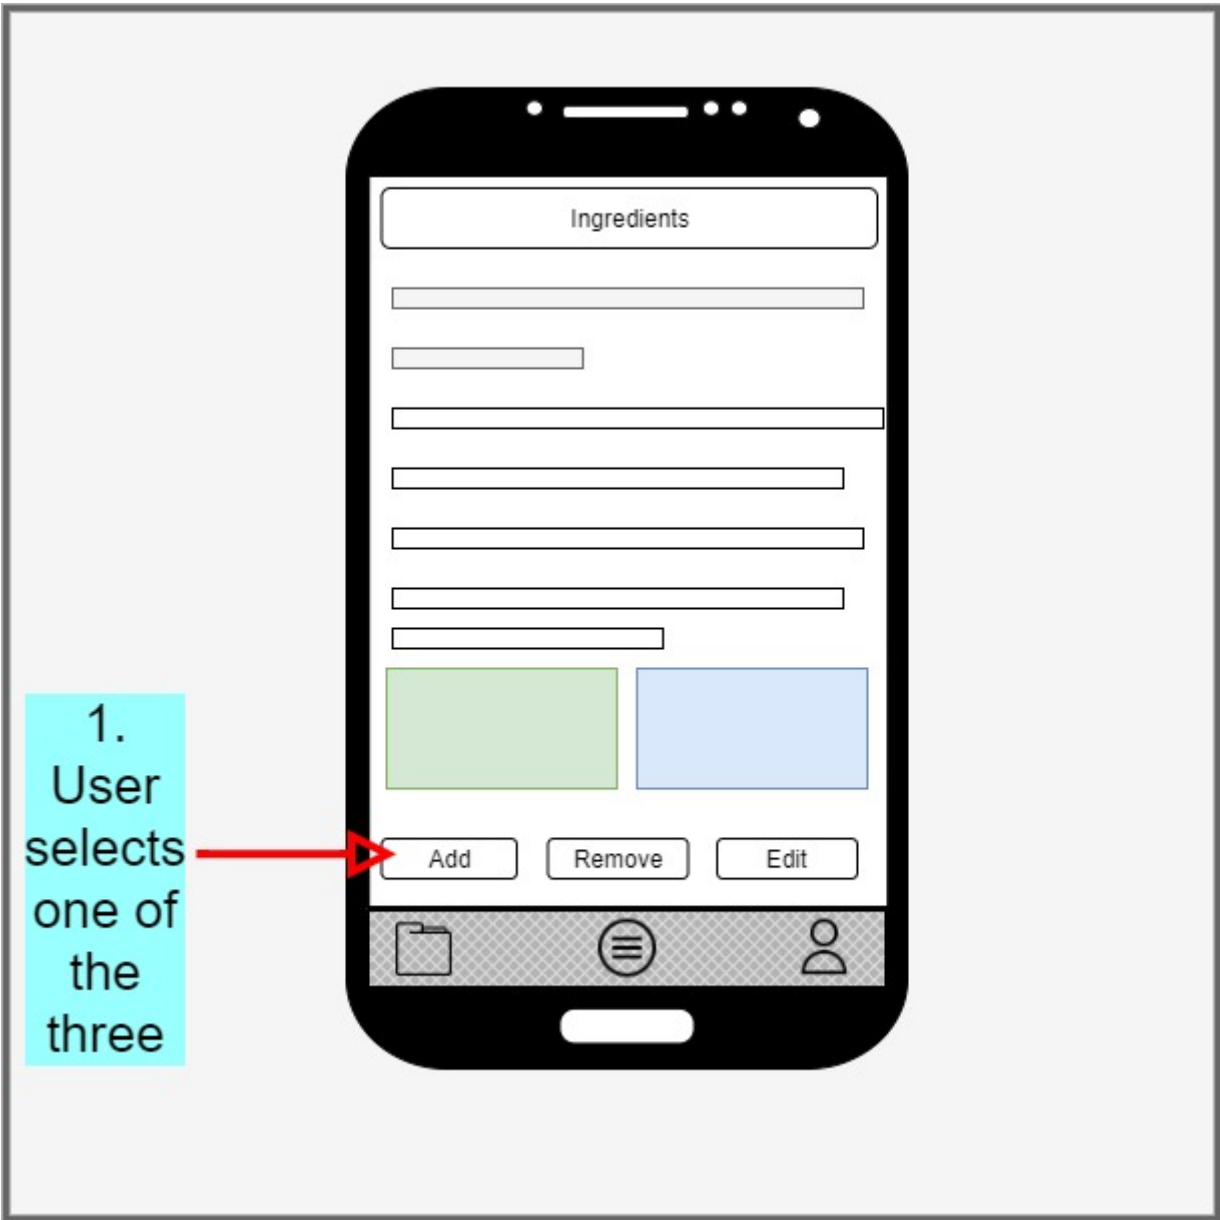 Ingredients
1.
User
selects
one of
the
three
Add
Remove
Edit